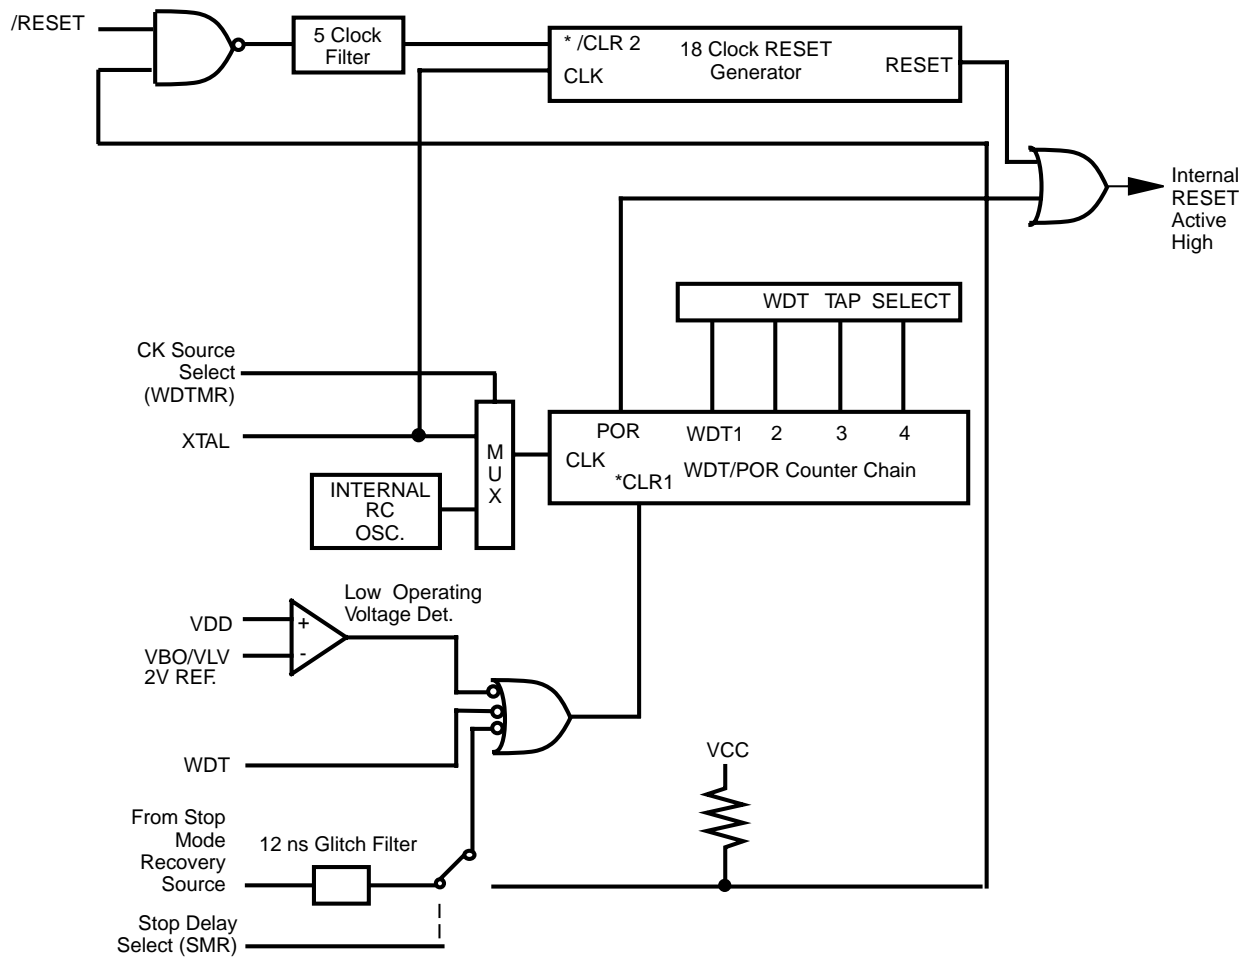 /RESET
5 Clock
Filter
* /CLR 2
CLK
18 Clock RESET
Generator
RESET
Internal
RESET
Active
High
WDT TAP SELECT
CK Source
Select
(WDTMR)
XTAL
MUX
INTERNAL
RC
OSC.
POR
WDT1 2 3 4
CLK
*CLR1
WDT/POR Counter Chain
Low Operating
Voltage Det.
VDD
+
VBO/VLV
2V REF.
-
WDT
VCC
From Stop
Mode
Recovery
Source
12 ns Glitch Filter
Stop Delay
Select (SMR)